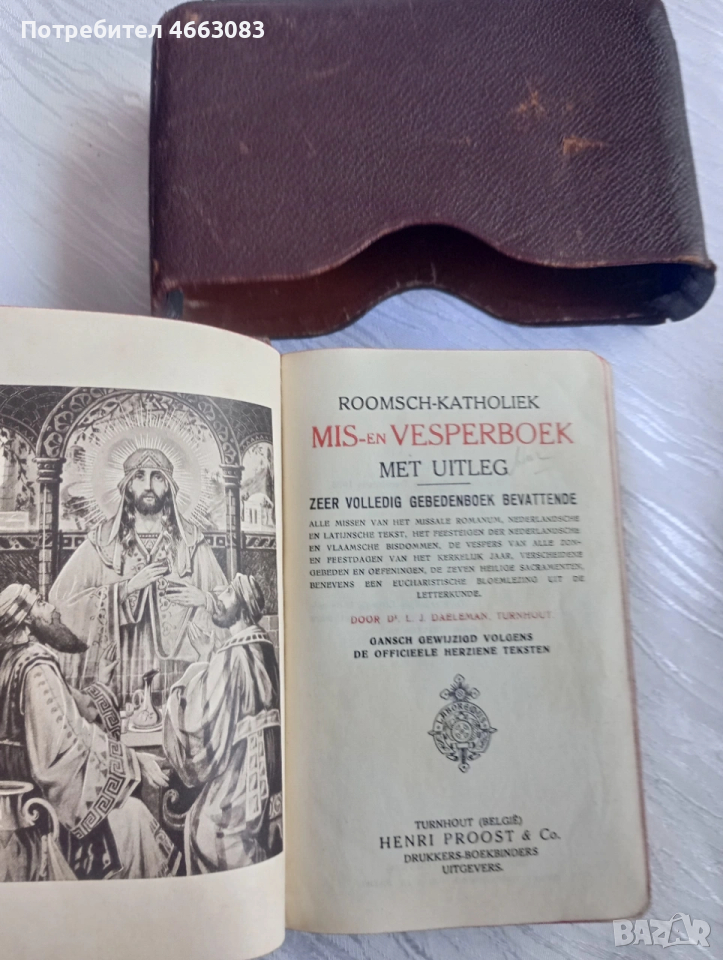 Потребител 4663083
ROOMSCH-KATHOLIEK
MIS-EN VESPERBOEK
MET UITLEG
ZEER VOLLEDIG GEBEDENBOEK BEVATTENDE
ALLE MISSEN VAN HET MISSALE ROMANUM, NEDERLANDSCHE
EN LATIJNSCHE TEKST, HET FEESTEIGEN DER NEDERLANDSCHE
EN VLAAMSCHE BISDOMMEN, DE VESPERS VAN ALLE ZON-
EN FEESTDAGEN VAN HET KERKELIJK JAAR, VERSCHEIDENE
GEBEDEN EN OEFENINGEN, DE ZEVEN HEILIGE SACRAMENTEN,
BENEVENS EEN EUCHARISTISCHE BLOEMLEZING UIT DE
LETTERKUNDE.
DOOR Dr. L. J. DAELEMAN, TURNHOUT
GANSCH GEWIJZIGD VOLGENS
DE OFFICIEELE HERZIENE TEKSTEN
TURNHOUT (BELGIË)
HENRI PROOST & Co.
DRUKKERS-BOEKBINDERS
UITGEVERS.
BAZAR